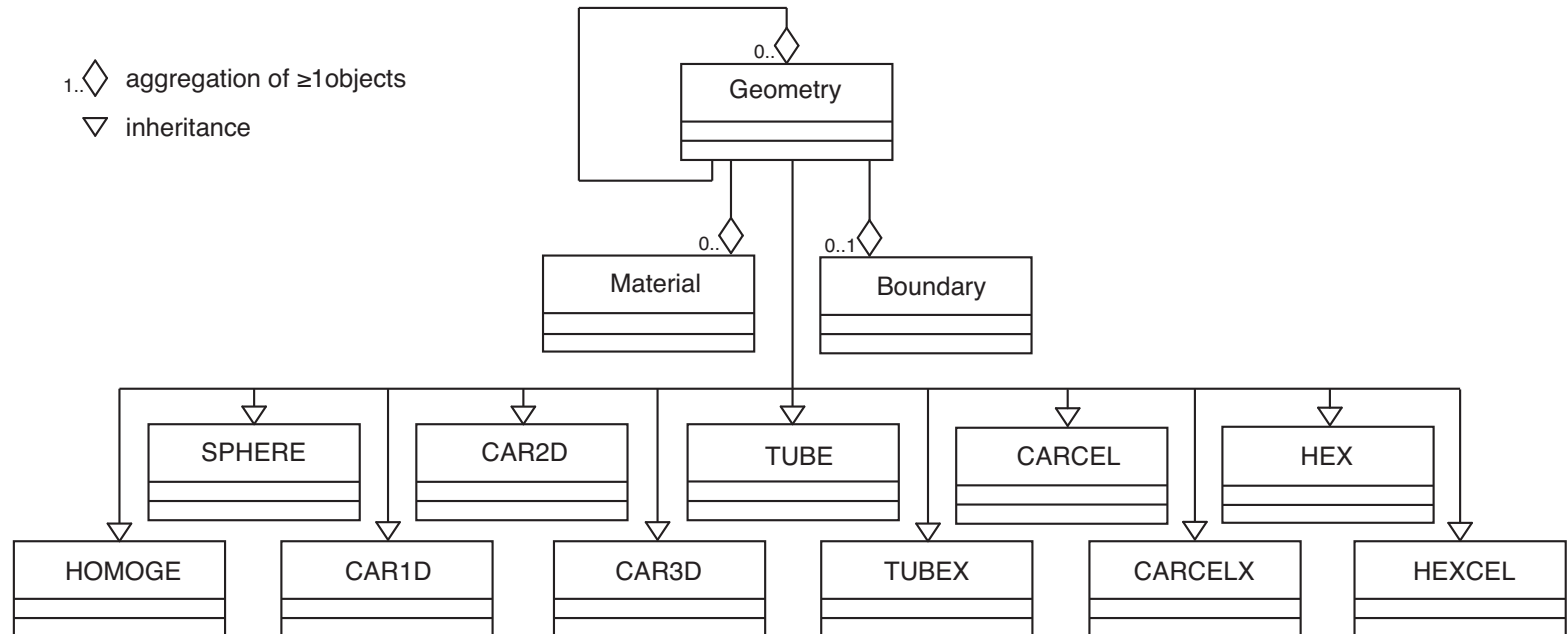 1.. aggregation of ≥1objects
inheritance
0..
Geometry
0..
0..1
Material
Boundary
SPHERE
CAR2D
TUBE
CARCEL
HEX
HOMOGE
CAR1D
CAR3D
TUBEX
CARCELX
HEXCEL